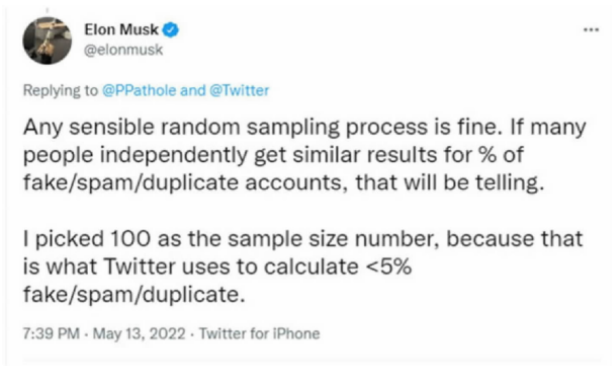 Elon Musk
@elonmusk
Replying to @PPathole and @Twitter
Any sensible random sampling process is fine. If many
people independently get similar results for % of
fake/spam/duplicate accounts, that will be telling.
I picked 100 as the sample size number, because that
is what Twitter uses to calculate <5%
fake/spam/duplicate.
7:39 PM · May 13, 2022 · Twitter for iPhone